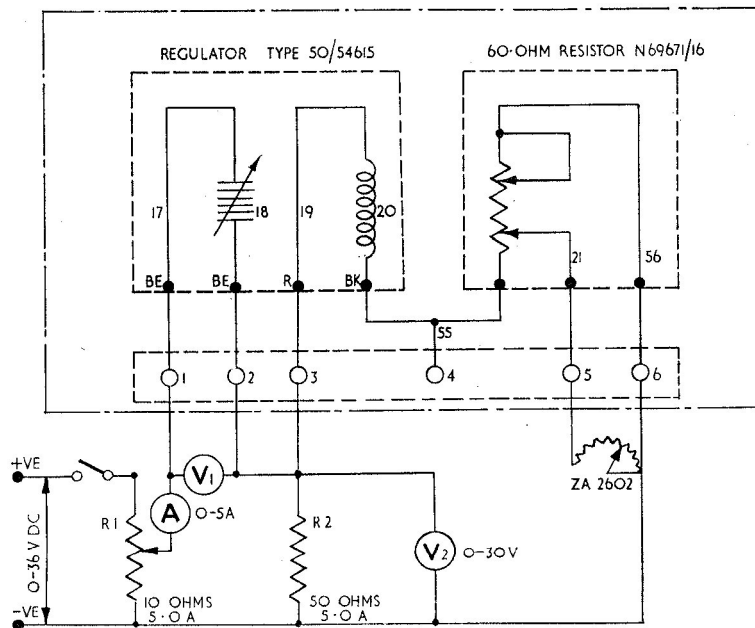 REGULATOR TYPE 50/54615
60-OHM RESISTOR N69671/16
17
18
19
20
21
56
BE
BE
R
BK
55
1
2
3
4
5
6
+VE
V1
ZA 2602
R1
A
0-5A
R2
V2
0-30V
0-36V DC
-VE
10 OHMS
5·0 A
50 OHMS
5·0 A